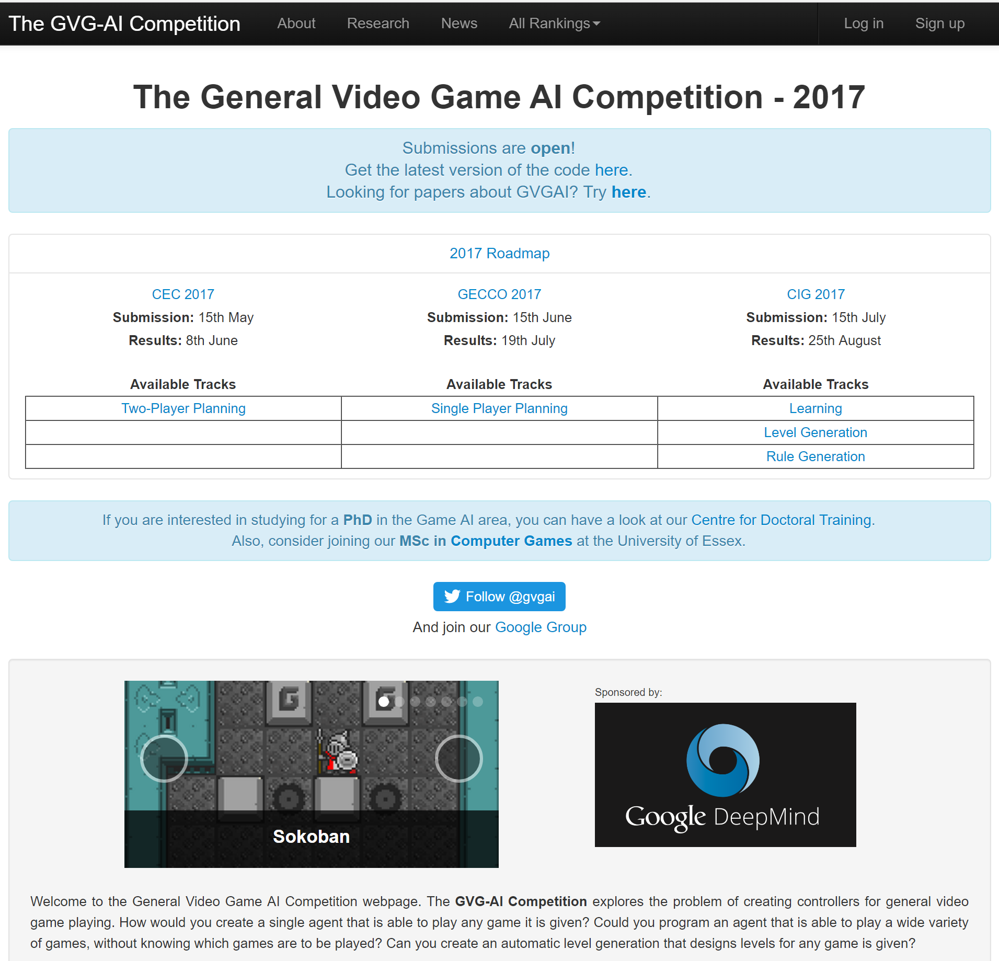 The GVG-AI Competition About Research News All Rankings Log in Sign up
The General Video Game AI Competition - 2017
Submissions are open!
Get the latest version of the code here.
Looking for papers about GVGAI? Try here.
2017 Roadmap
CEC 2017 GECCO 2017 CIG 2017
Submission: 15th May Submission: 15th June Submission: 15th July
Results: 8th June Results: 19th July Results: 25th August
Available Tracks Available Tracks Available Tracks
Two-Player Planning Single Player Planning Learning
Level Generation
Rule Generation
If you are interested in studying for a PhD in the Game AI area, you can have a look at our Centre for Doctoral Training.
Also, consider joining our MSc in Computer Games at the University of Essex.
Follow @gvgai
And join our Google Group
G G
Sokoban
Sponsored by:
Google DeepMind
Welcome to the General Video Game AI Competition webpage. The GVG-AI Competition explores the problem of creating controllers for general video
game playing. How would you create a single agent that is able to play any game it is given? Could you program an agent that is able to play a wide variety
of games, without knowing which games are to be played? Can you create an automatic level generation that designs levels for any game is given?